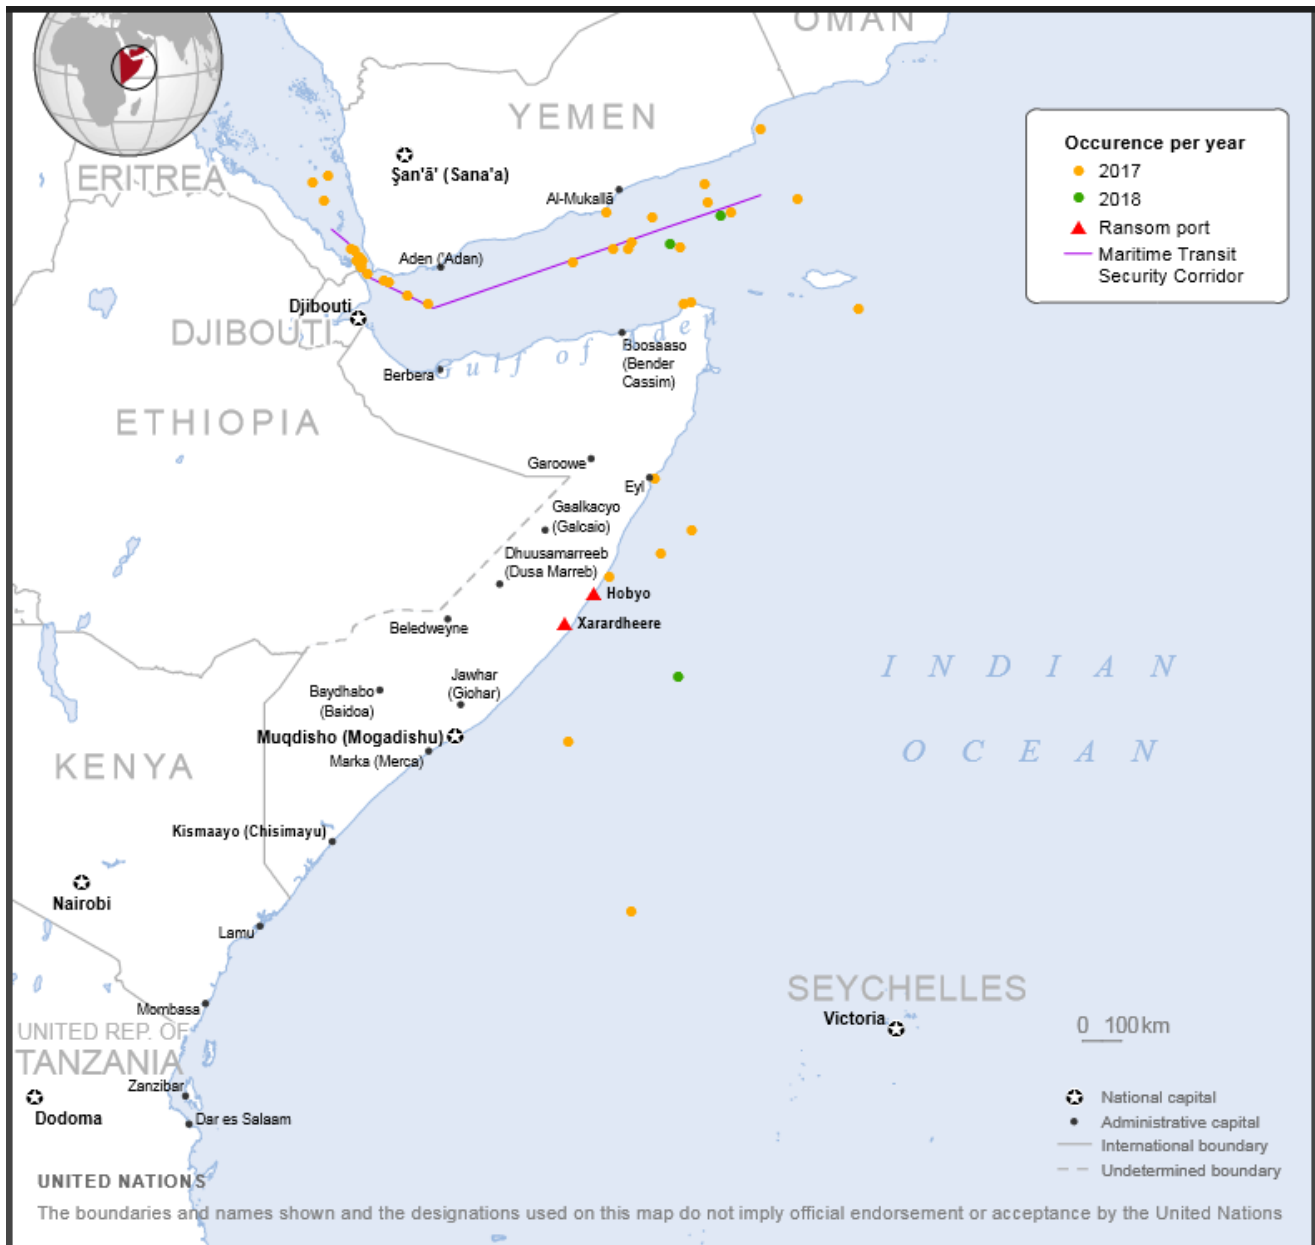 OMAN
YEMEN
ERITREA
Şan'ā' (Sana'a)
Al-Mukallā
Aden ('Adan)
Occurence per year
2017
2018
Ransom port
Maritime Transit
Security Corridor
Djibouti
DJIBOUTI
Gulf of Aden
Boosaaso
(Bender
Cassim)
Berbera
ETHIOPIA
Garoowe
Eyl
Gaalkacyo
(Galcaio)
Dhuusamarreeb
(Dusa Marreb)
Hobyo
Xarardheere
Beledweyne
INDIAN
OCEAN
Jawhar
(Giohar)
Baydhabo
(Baidoa)
Muqdisho (Mogadishu)
Marka (Merca)
KENYA
Kismaayo (Chisimayu)
Nairobi
Lamu
SEYCHELLES
Victoria
Mombasa
0 100 km
UNITED REP. OF
TANZANIA
Zanzibar
Dodoma
Dar es Salaam
National capital
Administrative capital
International boundary
Undetermined boundary
UNITED NATIONS
The boundaries and names shown and the designations used on this map do not imply official endorsement or acceptance by the United Nations